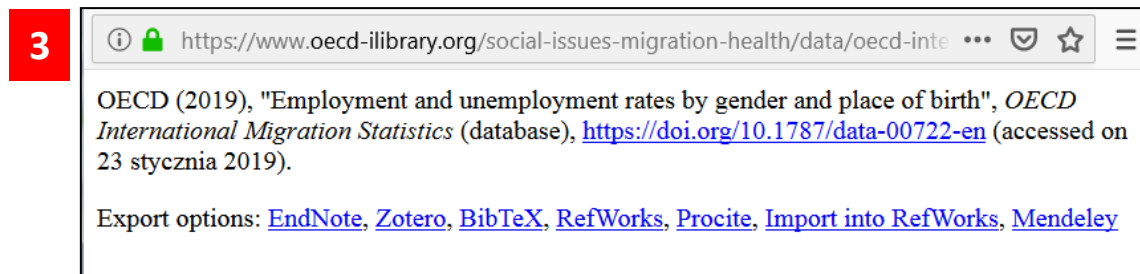 3
https://www.oecd-ilibrary.org/social-issues-migration-health/data/oecd-inte
OECD (2019), "Employment and unemployment rates by gender and place of birth", OECD
International Migration Statistics (database), https://doi.org/10.1787/data-00722-en (accessed on
23 stycznia 2019).
Export options: EndNote, Zotero, BibTeX, RefWorks, Procite, Import into RefWorks, Mendeley